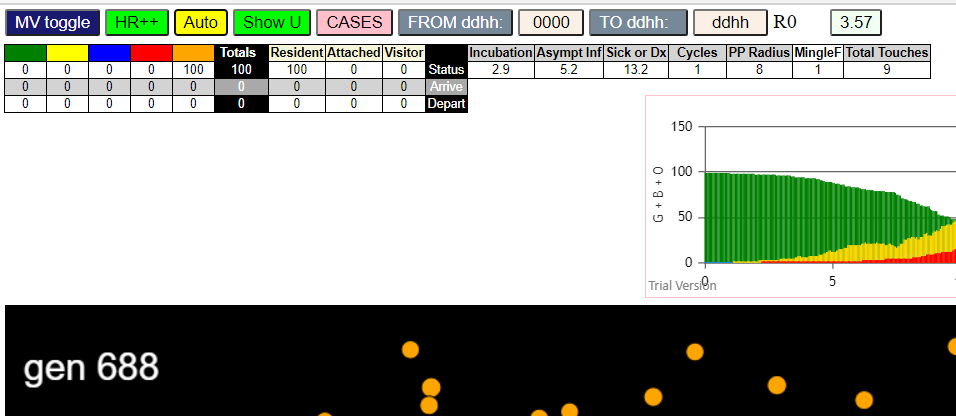 MV toggle HR++ Auto Show U CASES FROM ddhh: 0000 TO ddhh: ddhh R0 3.57
Totals Resident Attached Visitor Incubation Asympt Inf Sick or Dx Cycles PP Radius MingleF Total Touches
0 0 0 0 100 100 100 0 0 Status 2.9 5.2 13.2 1 8 1 9
0 0 0 0 0 0 0 0 0 Arrive
0 0 0 0 0 0 0 0 0 Depart
150
100
50
0
G + B + O
0 5
Trial Version
gen 688